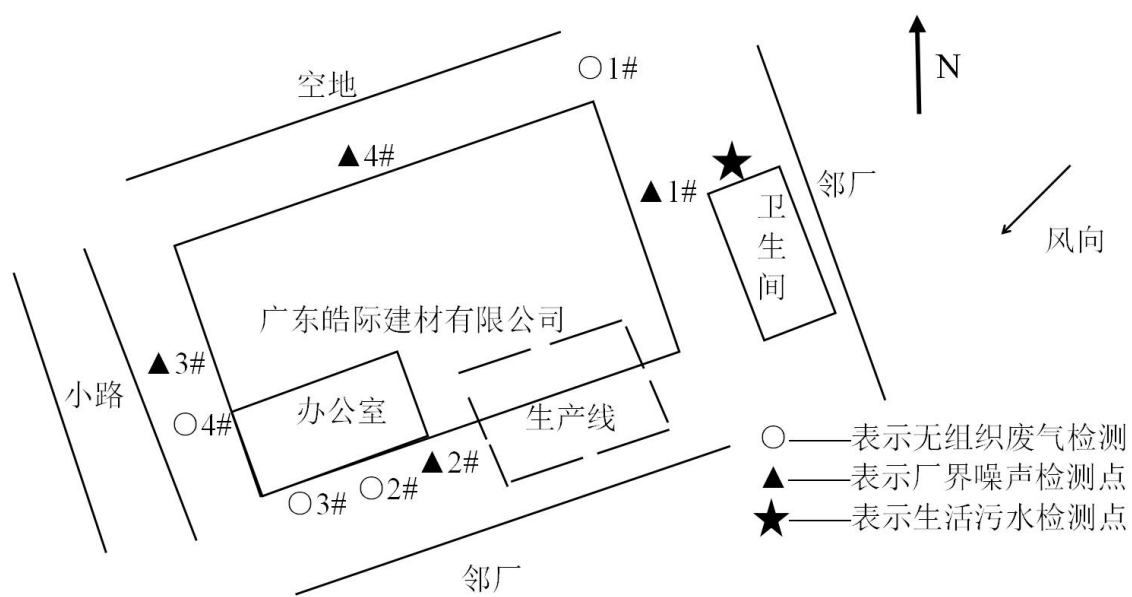 ○1#
空地
N
▲4#
▲1#
邻厂
卫生间
风向
广东皓际建材有限公司
▲3#
小路
○4#
办公室
生产线
○——表示无组织废气检测
▲2#
▲——表示厂界噪声检测点
○3#
○2#
★——表示生活污水检测点
邻厂